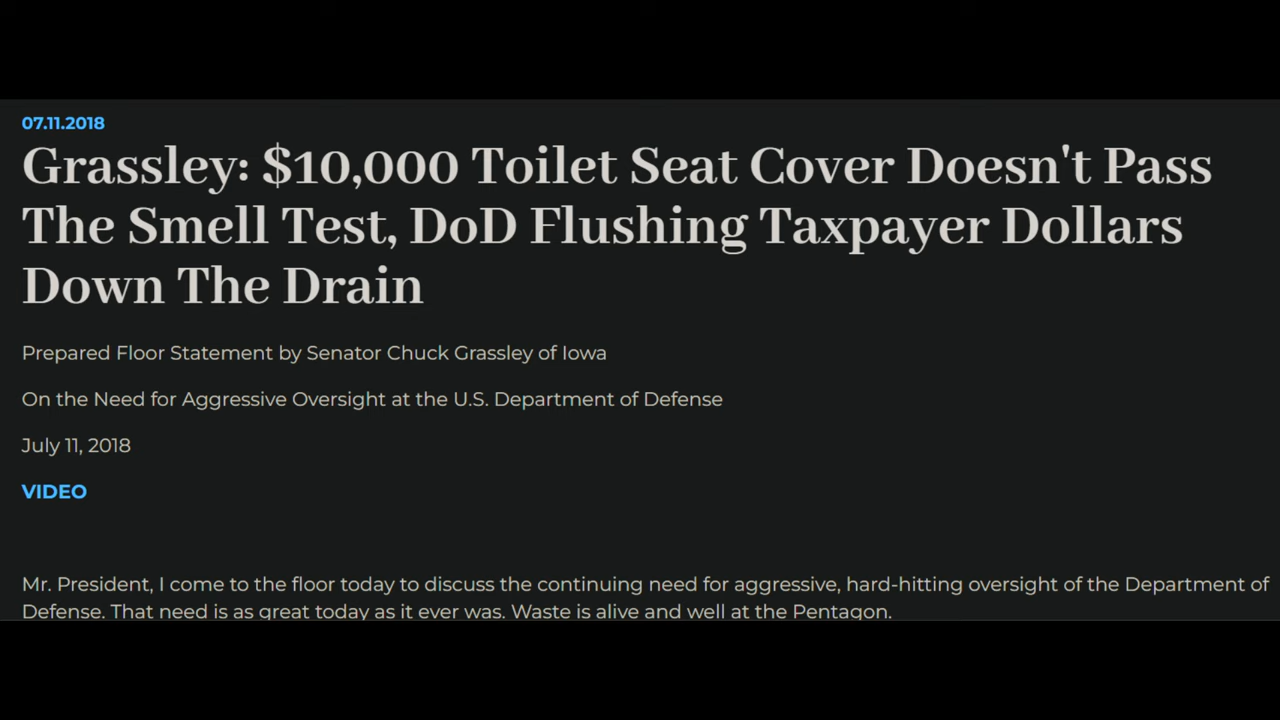 07.11.2018
Grassley: $10,000 Toilet Seat Cover Doesn't Pass
The Smell Test, DoD Flushing Taxpayer Dollars
Down The Drain
Prepared Floor Statement by Senator Chuck Grassley of Iowa
On the Need for Aggressive Oversight at the U.S. Department of Defense
July 11, 2018
VIDEO
Mr. President, I come to the floor today to discuss the continuing need for aggressive, hard-hitting oversight of the Department of
Defense. That need is as great today as it ever was. Waste is alive and well at the Pentagon.